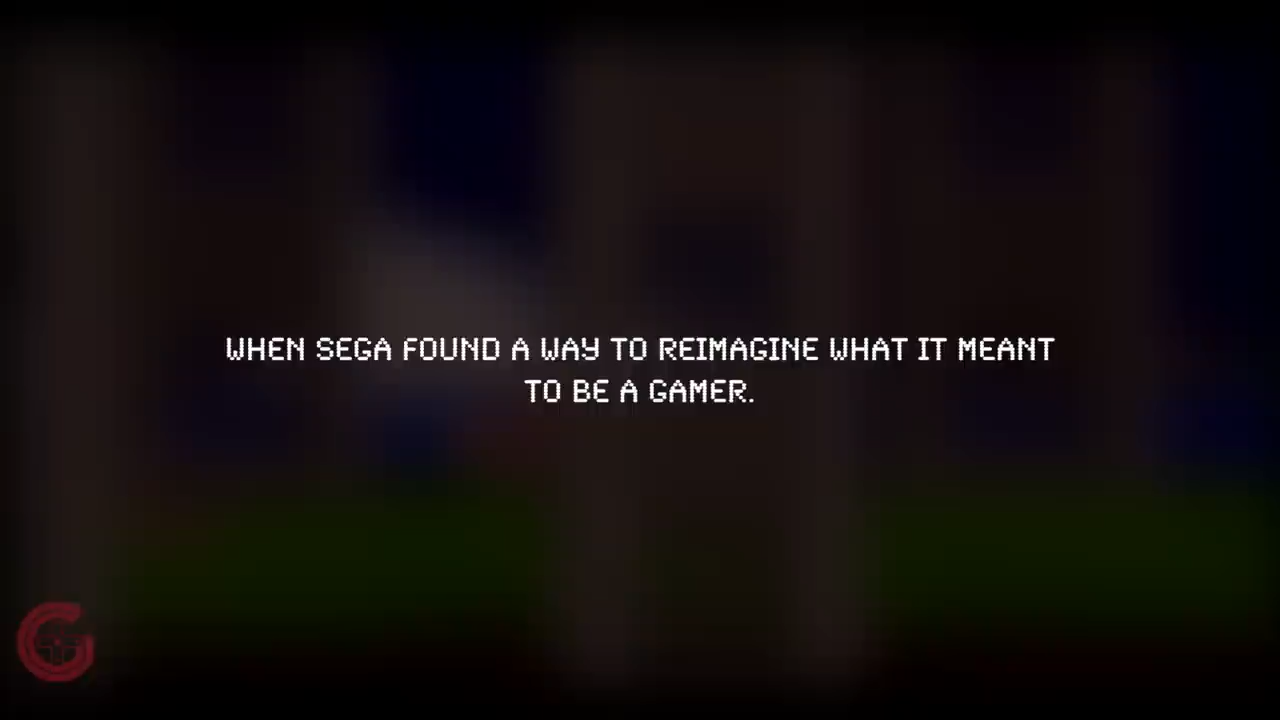 WHEN SEGA FOUND A WAY TO REIMAGINE WHAT IT MEANT
TO BE A GAMER.